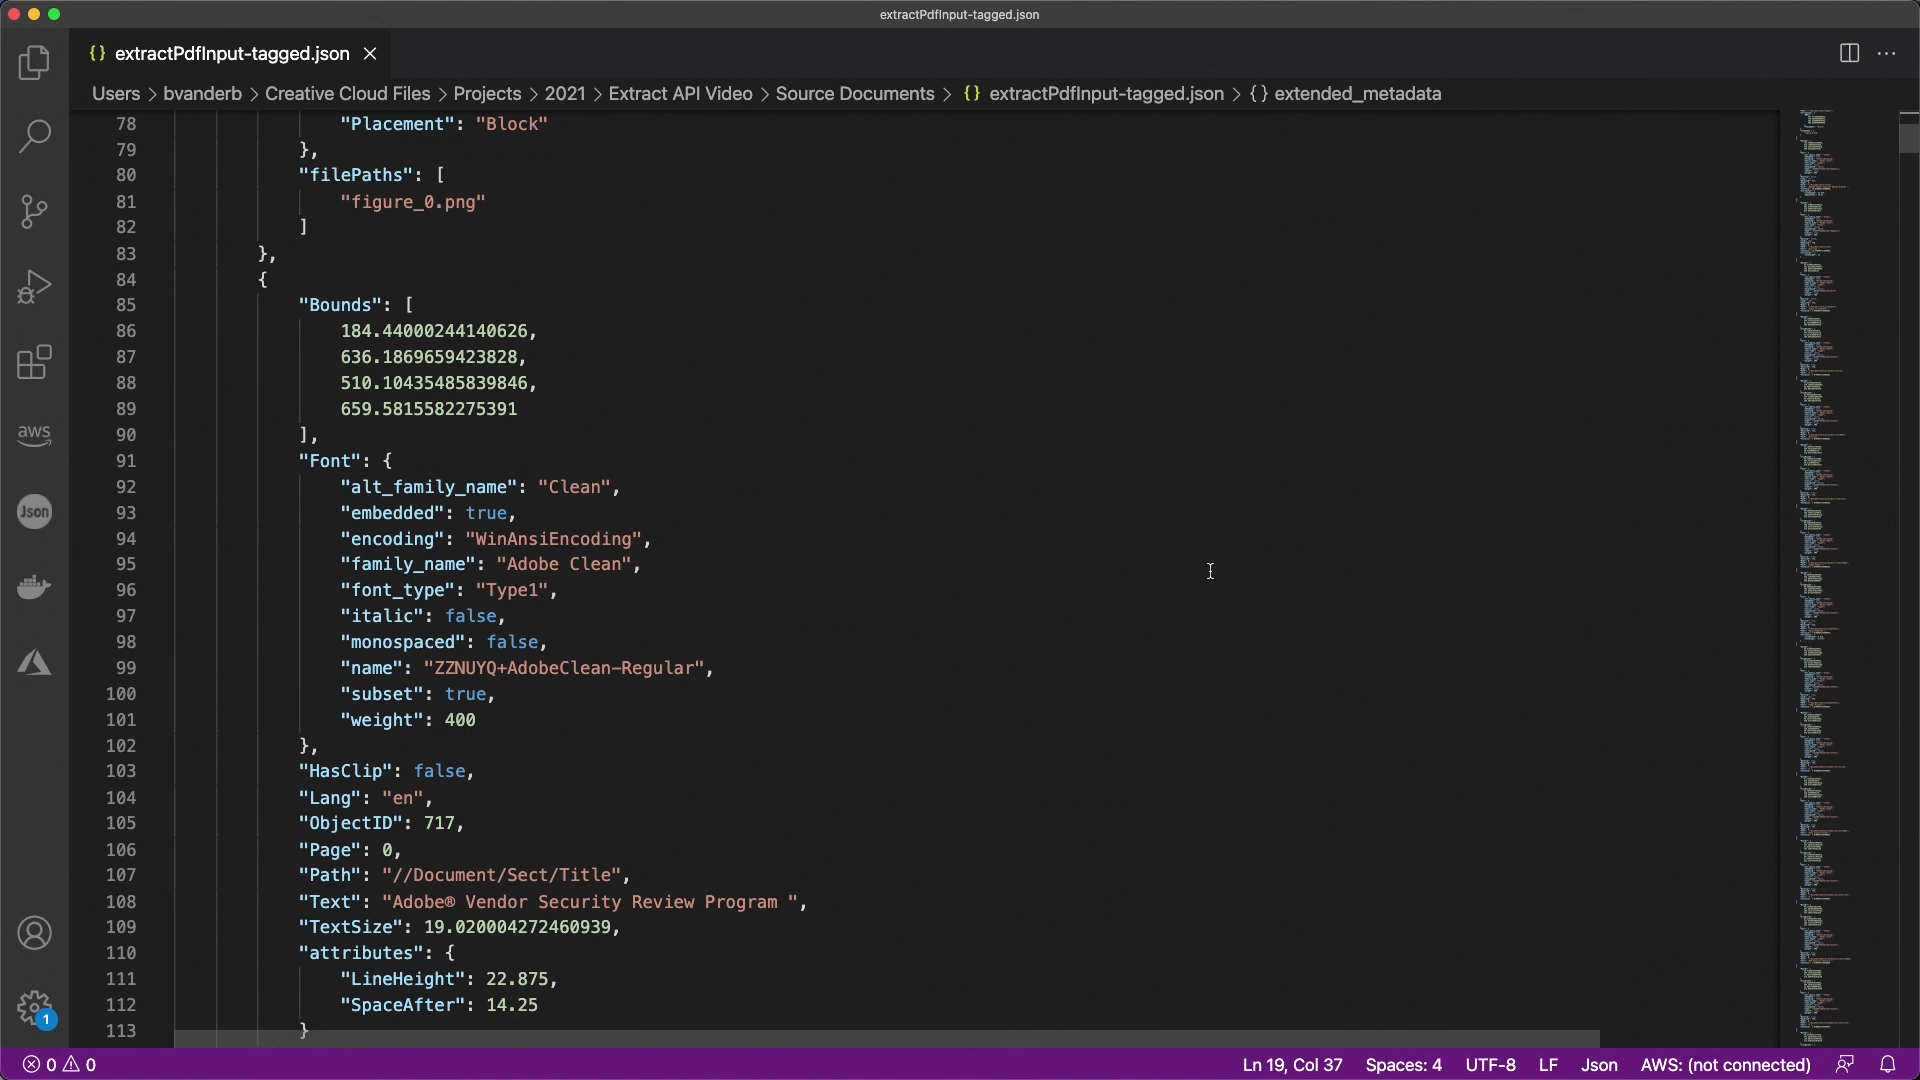 extractPdfInput-tagged.json
{} extractPdfInput-tagged.json ×
Users > bvanderb > Creative Cloud Files > Projects > 2021 > Extract API Video > Source Documents > {} extractPdfInput-tagged.json > {} extended_metadata
78 "Placement": "Block"
79 },
80 "filePaths": [
81 "figure_0.png"
82 ]
83 },
84 {
85 "Bounds": [
86 184.44000244140626,
87 636.1869659423828,
88 510.10435485839846,
89 659.5815582275391
90 ],
91 "Font": {
92 "alt_family_name": "Clean",
93 "embedded": true,
94 "encoding": "WinAnsiEncoding",
95 "family_name": "Adobe Clean",
96 "font_type": "Type1",
97 "italic": false,
98 "monospaced": false,
99 "name": "ZZNUYQ+AdobeClean-Regular",
100 "subset": true,
101 "weight": 400
102 },
103 "HasClip": false,
104 "Lang": "en",
105 "ObjectID": 717,
106 "Page": 0,
107 "Path": "//Document/Sect/Title",
108 "Text": "Adobe® Vendor Security Review Program ",
109 "TextSize": 19.020004272460939,
110 "attributes": {
111 "LineHeight": 22.875,
112 "SpaceAfter": 14.25
113 }
aws
Json
1
0 0
Ln 19, Col 37 Spaces: 4 UTF-8 LF Json AWS: (not connected)